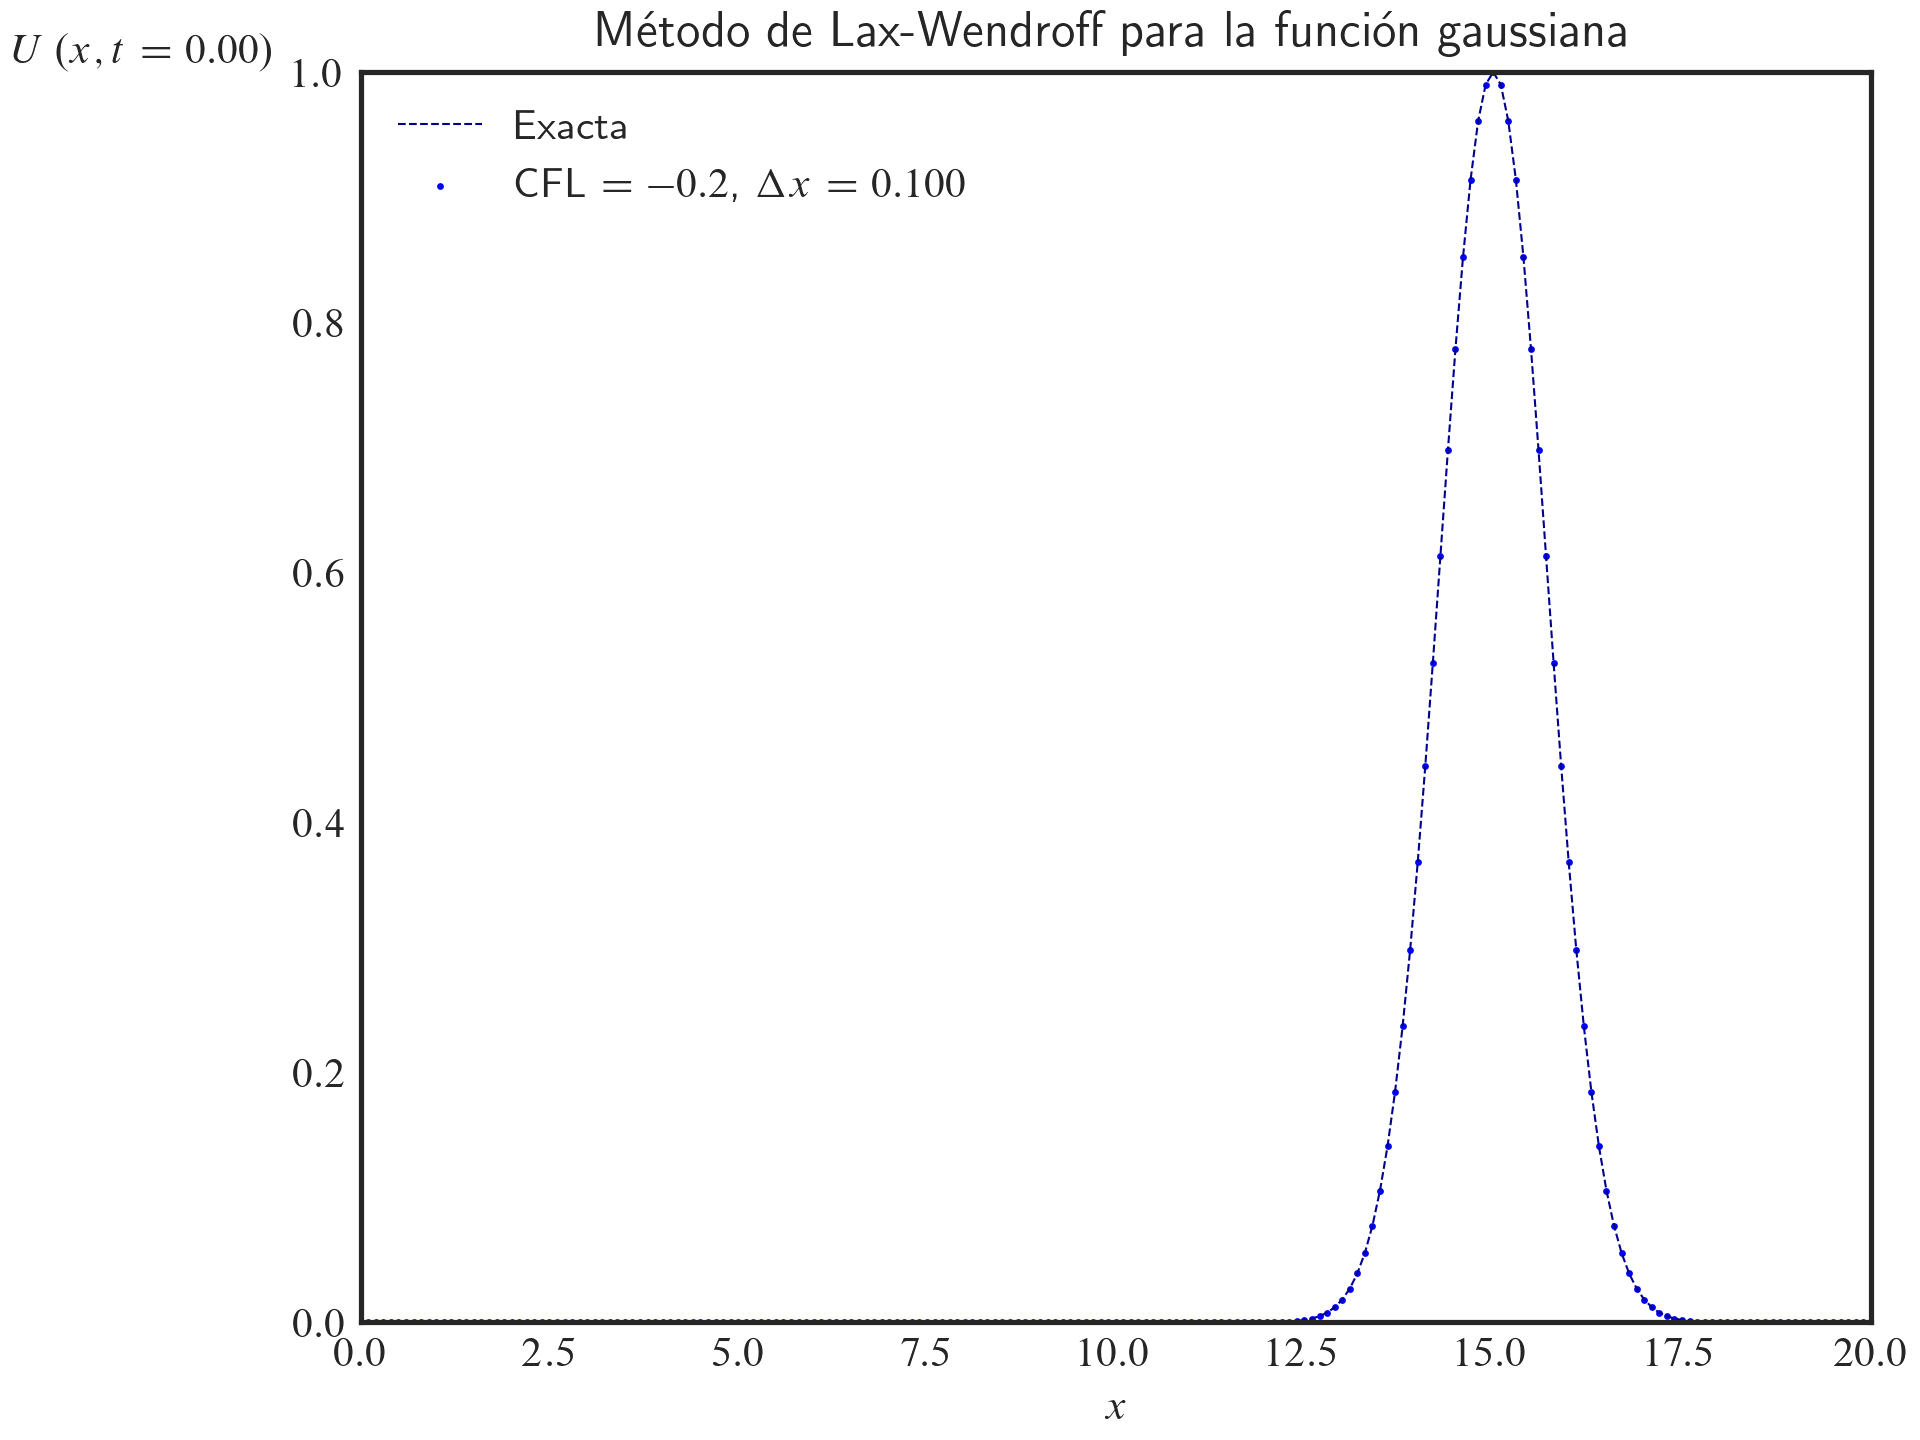 Método de Lax-Wendroff para la función gaussiana
U (x, t = 0.00)
Exacta
CFL = −0.2, Δx = 0.100
1.0
0.8
0.6
0.4
0.2
0.0
0.0 2.5 5.0 7.5 10.0 12.5 15.0 17.5 20.0
x